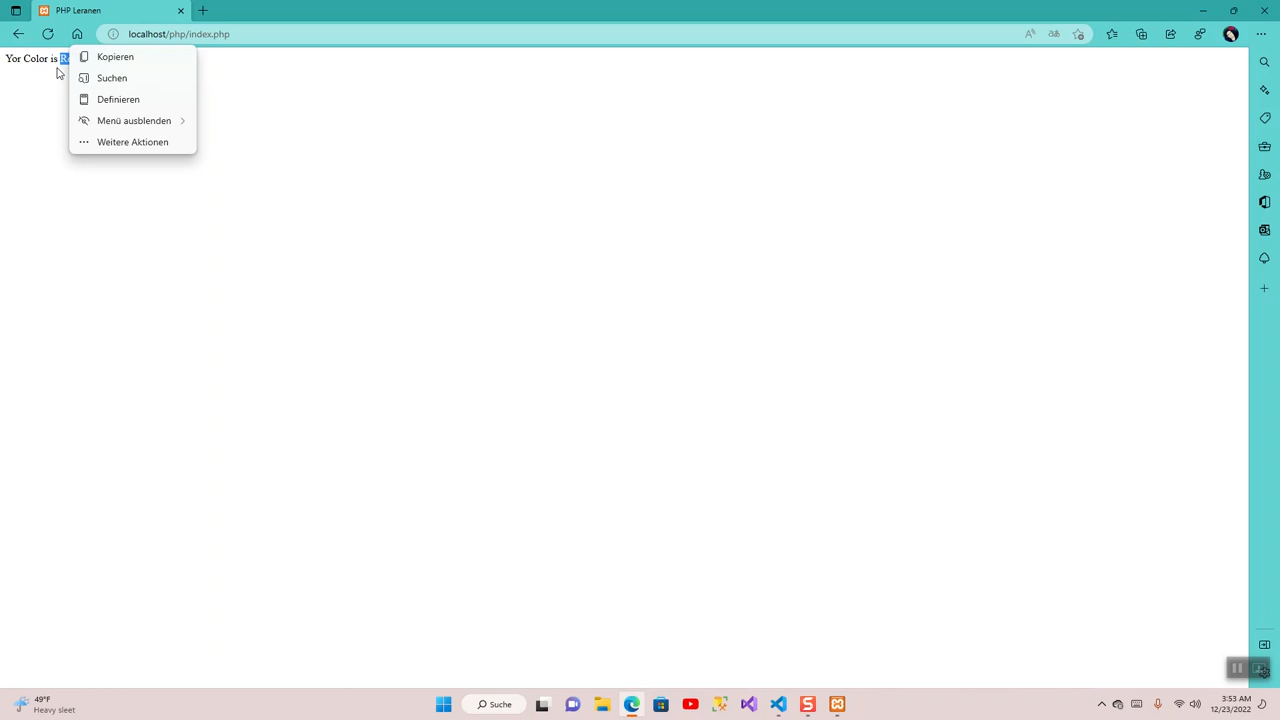 PHP Leranen
localhost/php/index.php
Yor Color is
Kopieren
Suchen
Definieren
Menü ausblenden
Weitere Aktionen
49°F
Heavy sleet
Suche
3:53 AM
12/23/2022